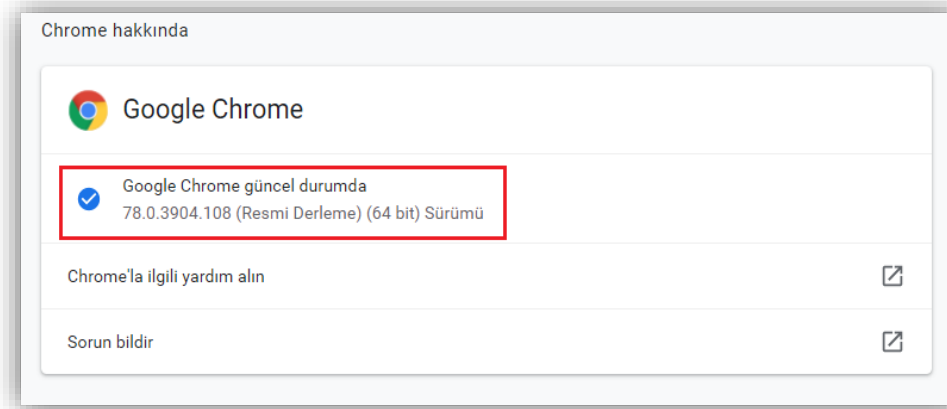 Chrome hakkında
Google Chrome
Google Chrome güncel durumda
78.0.3904.108 (Resmi Derleme) (64 bit) Sürümü
Chrome'la ilgili yardım alın
Sorun bildir